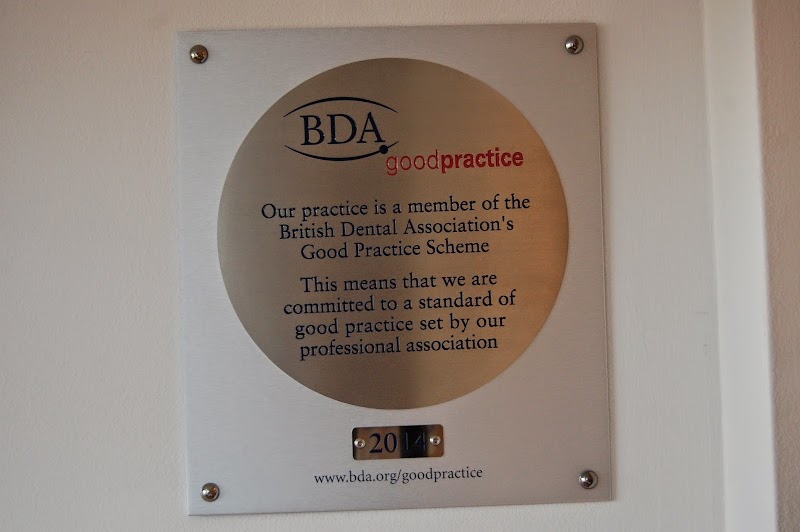 BDA
goodpractice
Our practice is a member of the
British Dental Association's
Good Practice Scheme
This means that we are
committed to a standard of
good practice set by our
professional association
2014
www.bda.org/goodpractice